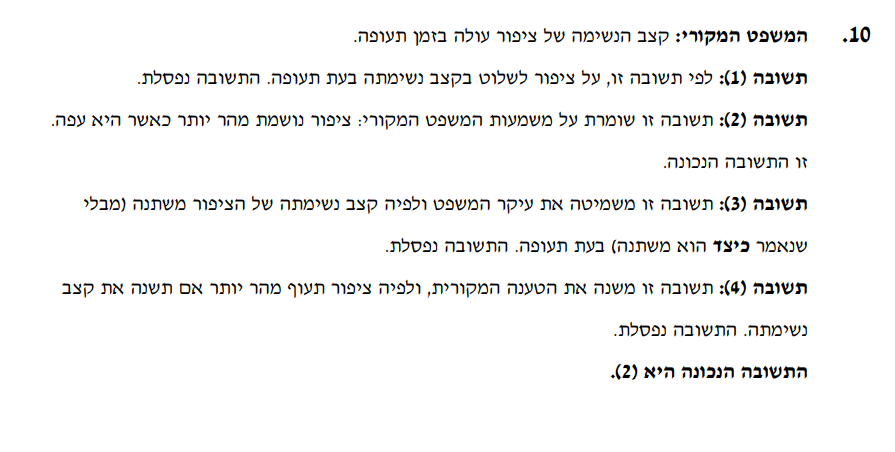 10. המשפט המקורי: קצב הנשימה של ציפור עולה בזמן תעופה.
תשובה (1): לפי תשובה זו, על ציפור לשלוט בקצב נשימתה בעת תעופה. התשובה נפסלת.
תשובה (2): תשובה זו שומרת על משמעות המשפט המקורי: ציפור נושמת מהר יותר כאשר היא עפה.
זו התשובה הנכונה.
תשובה (3): תשובה זו משמיטה את עיקר המשפט ולפיה קצב נשימתה של הציפור משתנה (מבלי
שנאמר כיצד הוא משתנה) בעת תעופה. התשובה נפסלת.
תשובה (4): תשובה זו משנה את הטענה המקורית, ולפיה ציפור תעוף מהר יותר אם תשנה את קצב
נשימתה. התשובה נפסלת.
התשובה הנכונה היא (2).